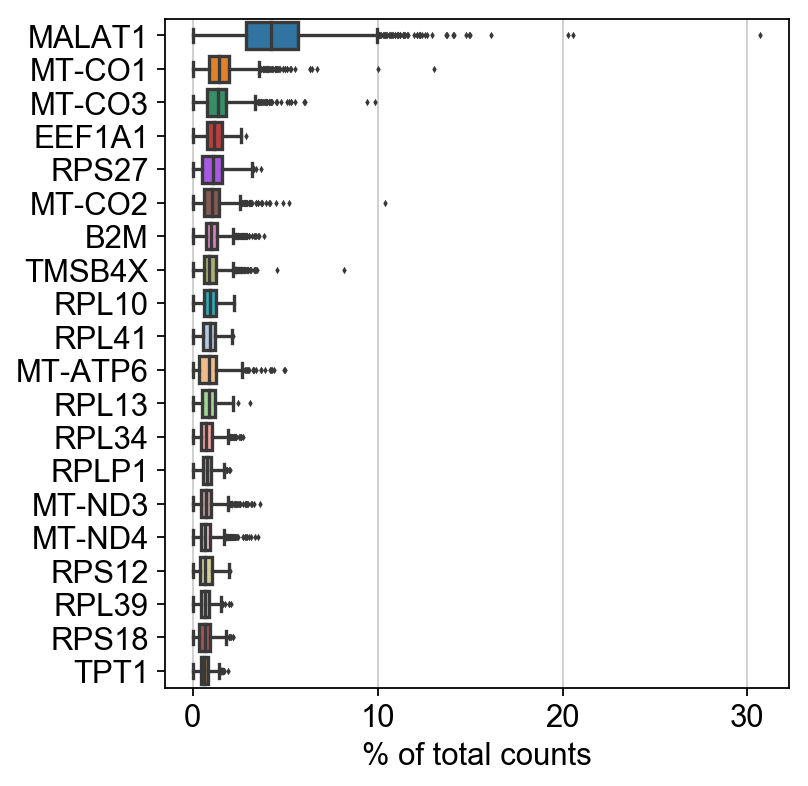 MALAT1
MT-CO1
MT-CO3
EEF1A1
RPS27
MT-CO2
B2M
TMSB4X
RPL10
RPL41
MT-ATP6
RPL13
RPL34
RPLP1
MT-ND3
MT-ND4
RPS12
RPL39
RPS18
TPT1
0 10 20 30
% of total counts